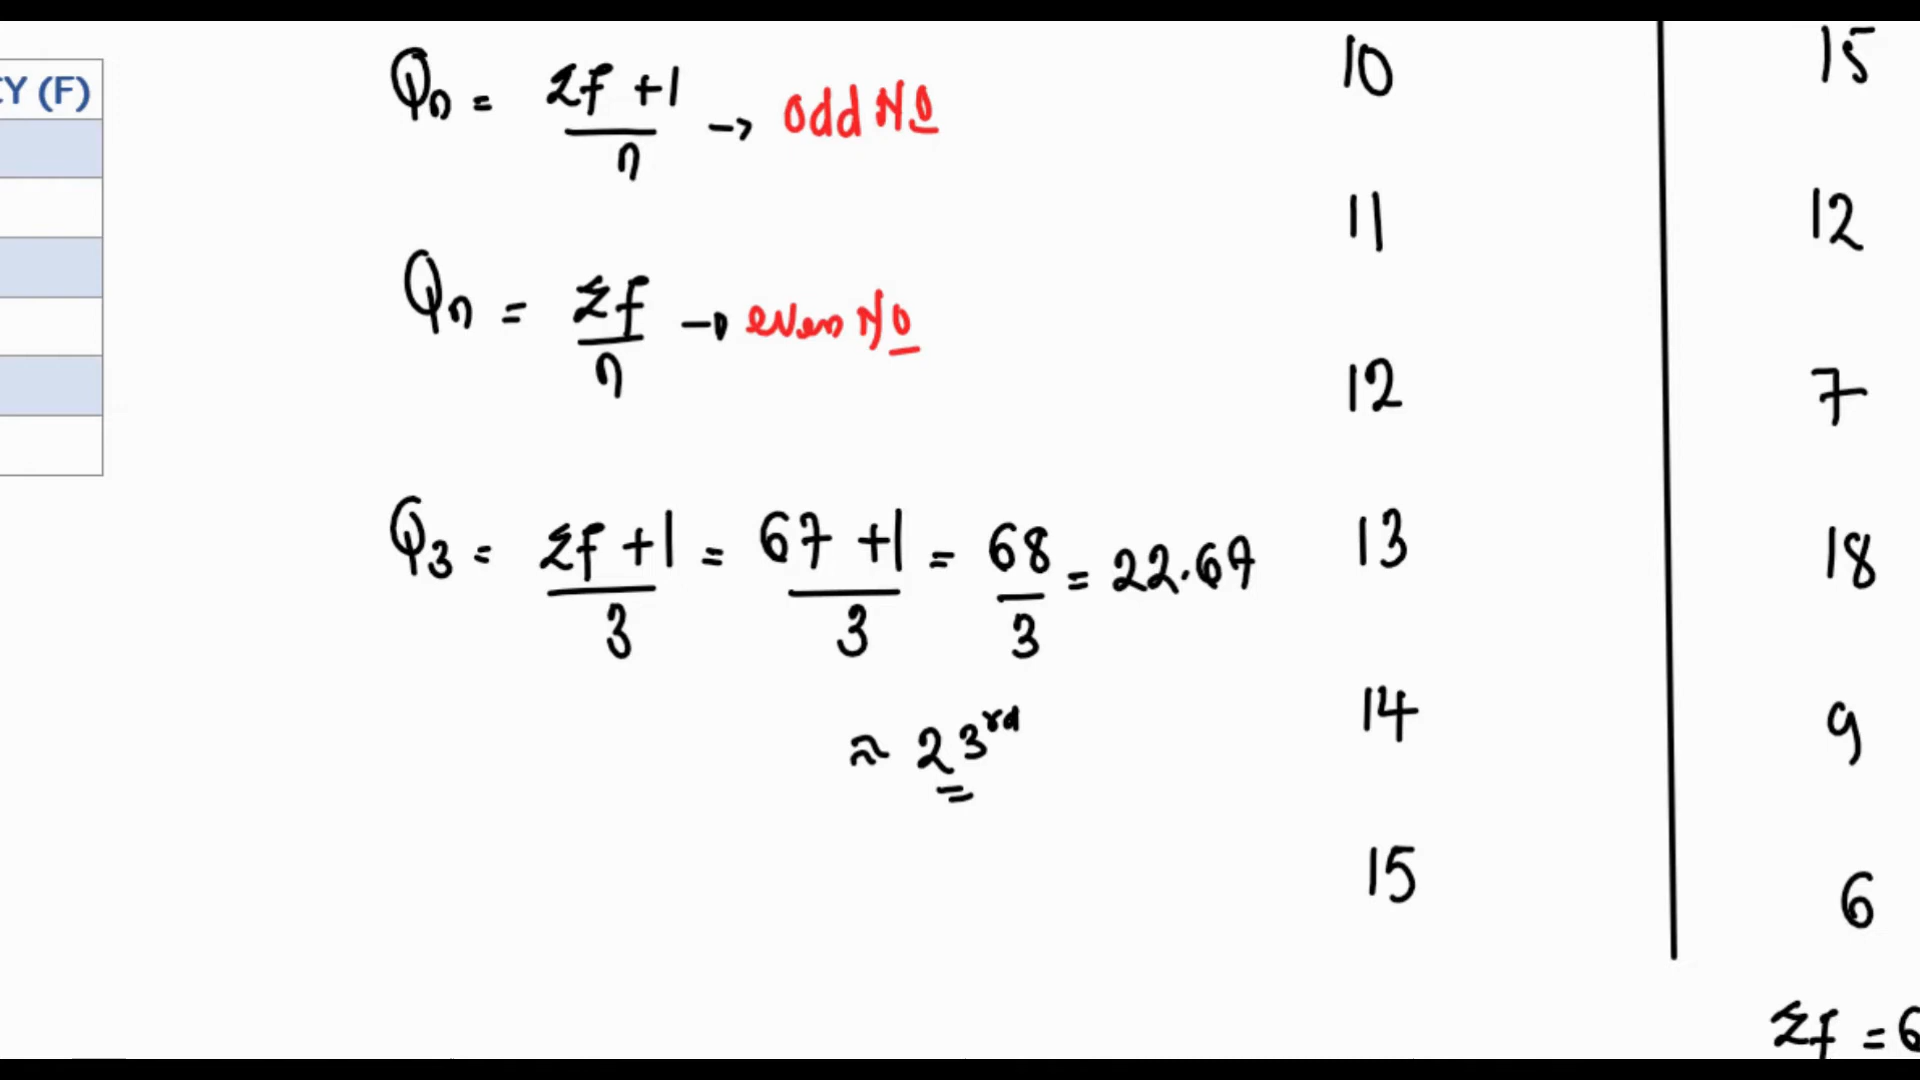 CY (F)
Qn = Σf +1 / n → odd No
Qn = Σf / n → even No
Q3 = Σf +1 / 3 = 67 +1 / 3 = 68 / 3 = 22.67
≈ 23rd
10 15
11 12
12 7
13 18
14 9
15 6
Σf = 6